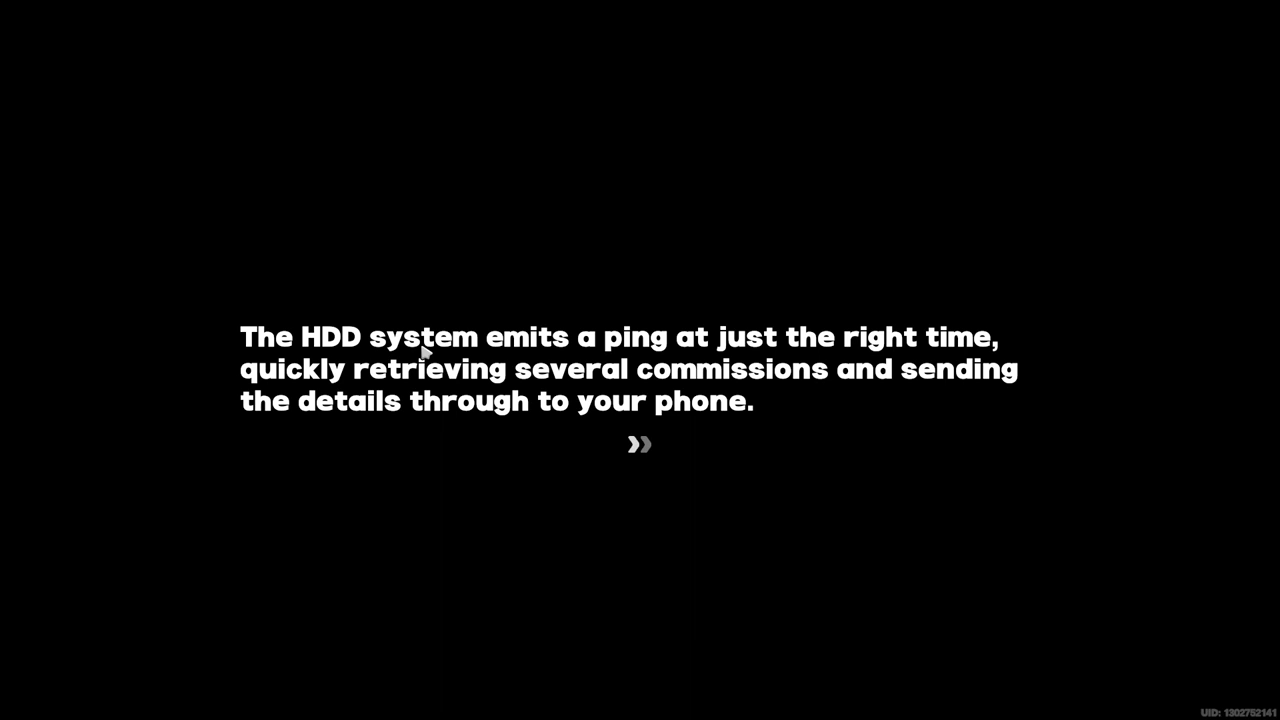 The HDD system emits a ping at just the right time,
quickly retrieving several commissions and sending
the details through to your phone.
UID: 1302752141